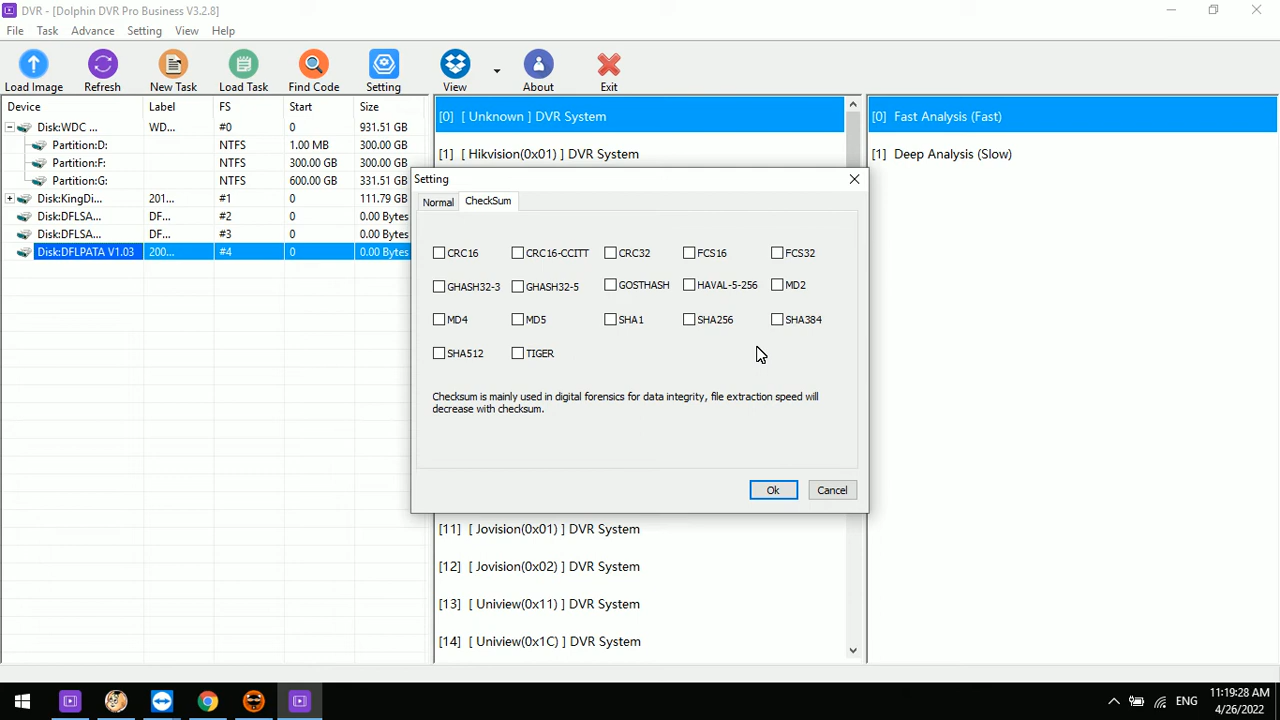 DVR - [Dolphin DVR Pro Business V3.2.8]
File Task Advance Setting View Help
Load Image Refresh New Task Load Task Find Code Setting View About Exit
Device Label FS Start Size
Disk:WDC ... WD... #0 0 931.51 GB
Partition:D: NTFS 1.00 MB 300.00 GB
Partition:F: NTFS 300.00 GB 300.00 GB
Partition:G: NTFS 600.00 GB 331.51 GB
Disk:KingDi... 201... #1 0 111.79 GB
Disk:DFLSA... DF... #2 0 0.00 Bytes
Disk:DFLSA... DF... #3 0 0.00 Bytes
Disk:DFLPATA V1.03 200... #4 0 0.00 Bytes
[0] [ Unknown ] DVR System
[1] [ Hikvision(0x01) ] DVR System
[0] Fast Analysis (Fast)
[1] Deep Analysis (Slow)
Setting
Normal CheckSum
CRC16 CRC16-CCITT CRC32 FCS16 FCS32
GHASH32-3 GHASH32-5 GOSTHASH HAVAL-5-256 MD2
MD4 MD5 SHA1 SHA256 SHA384
SHA512 TIGER
Checksum is mainly used in digital forensics for data integrity, file extraction speed will
decrease with checksum.
Ok Cancel
[11] [ Jovision(0x01) ] DVR System
[12] [ Jovision(0x02) ] DVR System
[13] [ Uniview(0x11) ] DVR System
[14] [ Uniview(0x1C) ] DVR System
ENG
11:19:28 AM
4/26/2022